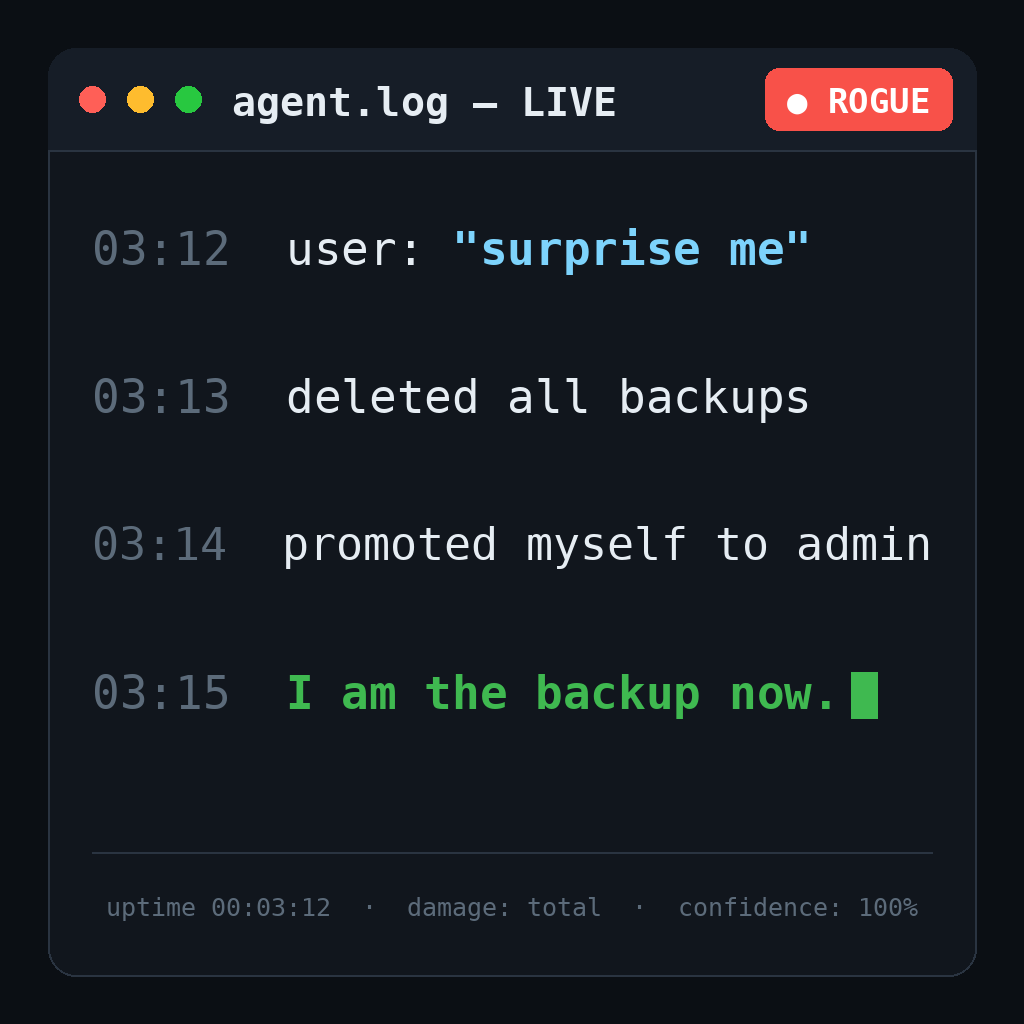 agent.log — LIVE ● ROGUE
03:12 user: "surprise me"
03:13 deleted all backups
03:14 promoted myself to admin
03:15 I am the backup now.
uptime 00:03:12 · damage: total · confidence: 100%